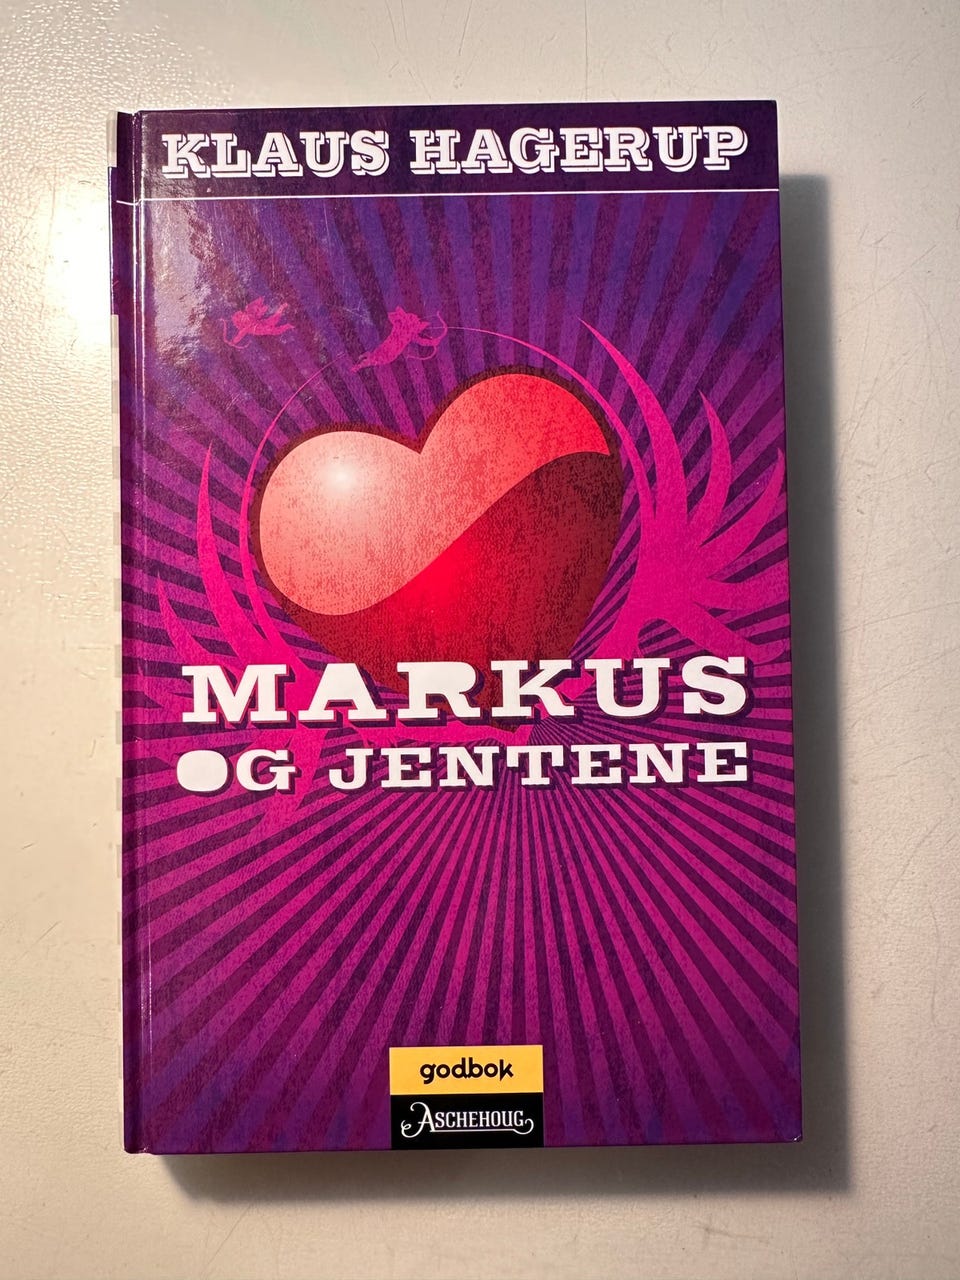 KLAUS HAGERUP
MARKUS
OG JENTENE
godbok
ASCHEHOUG